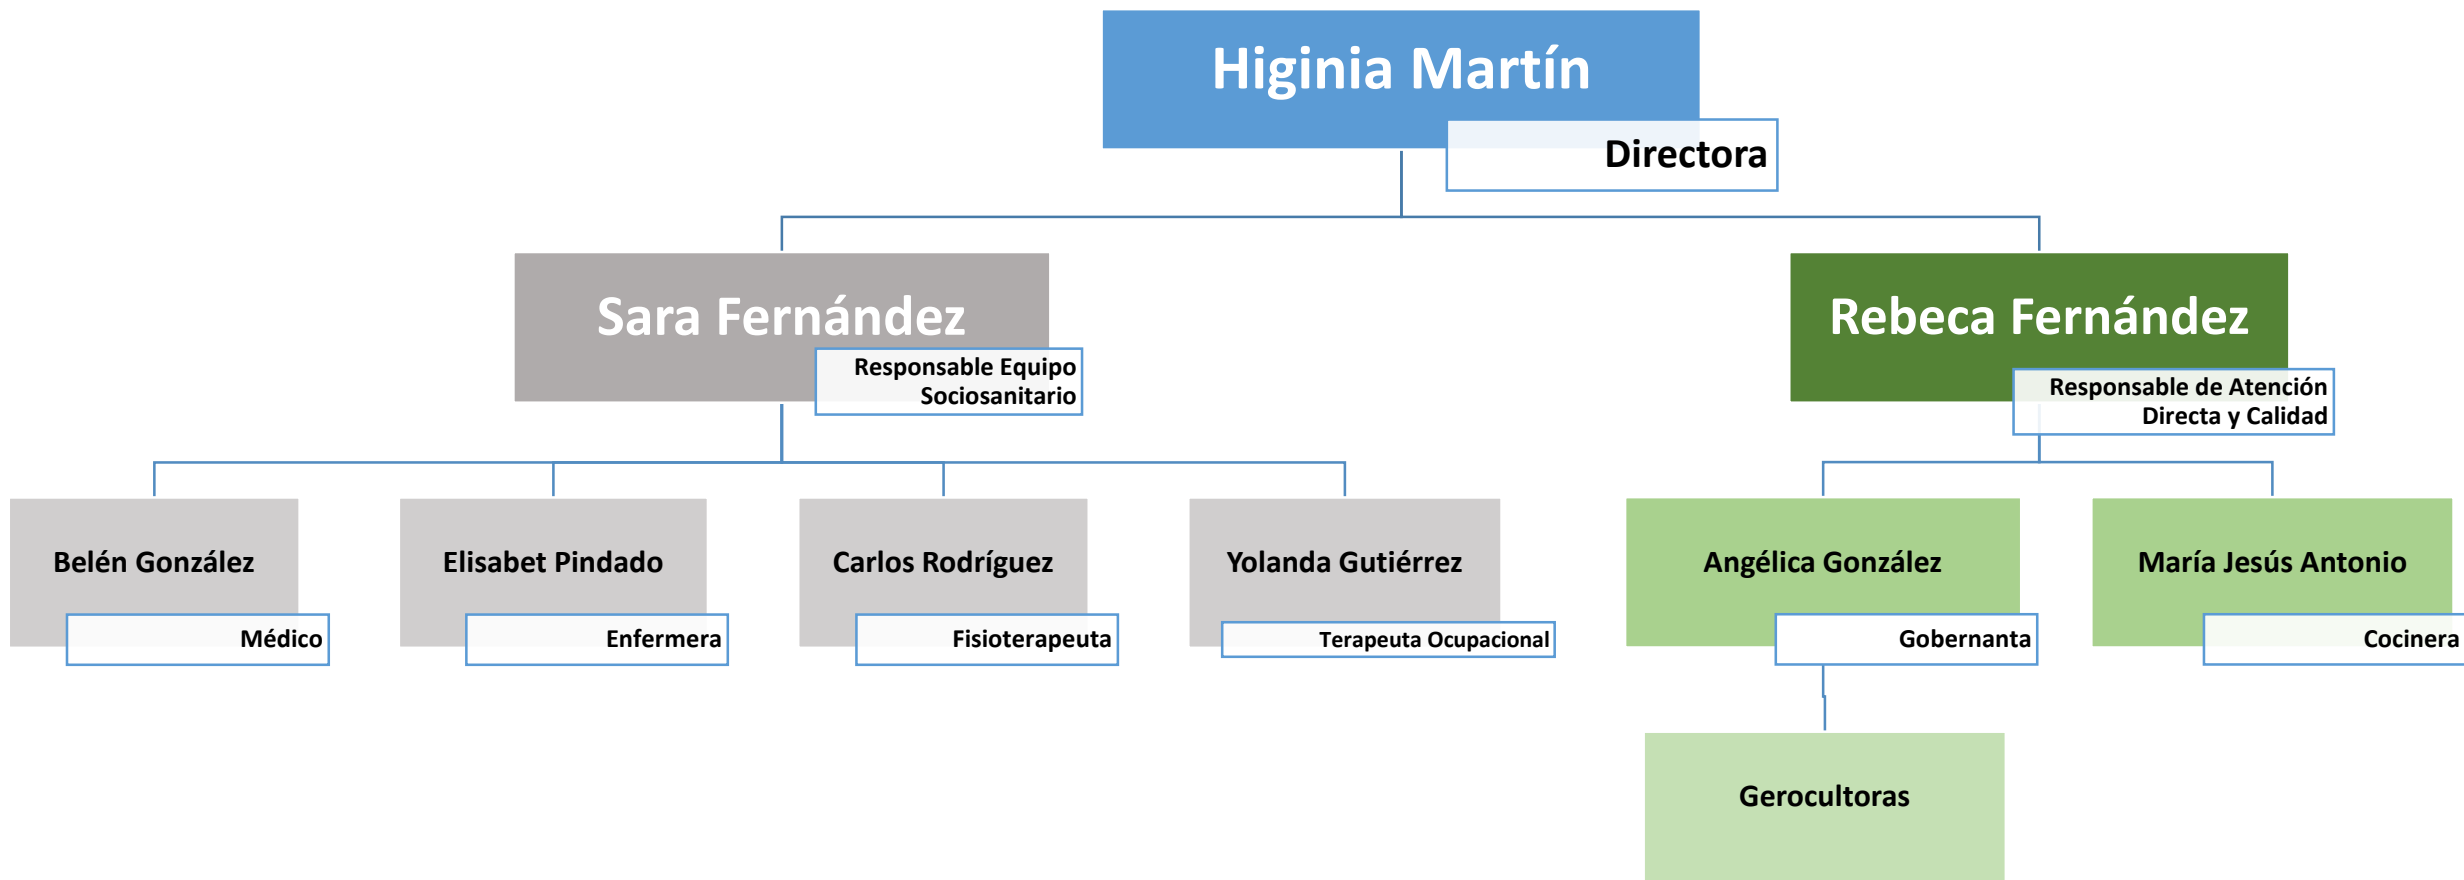 Higinia Martín
Directora
Sara Fernández
Responsable Equipo
Sociosanitario
Rebeca Fernández
Responsable de Atención
Directa y Calidad
Belén González
Médico
Elisabet Pindado
Enfermera
Carlos Rodríguez
Fisioterapeuta
Yolanda Gutiérrez
Terapeuta Ocupacional
Angélica González
Gobernanta
María Jesús Antonio
Cocinera
Gerocultoras